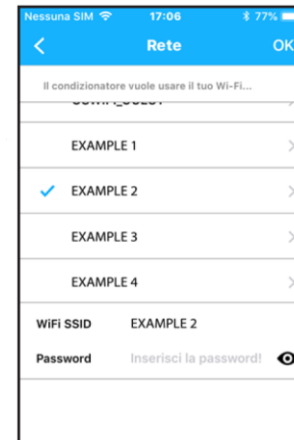 Nessuna SIM 17:06 77%
Rete OK
Il condizionatore vuole usare il tuo Wi-Fi...
EXAMPLE 1
EXAMPLE 2
EXAMPLE 3
EXAMPLE 4
WiFi SSID EXAMPLE 2
Password Inserisci la password!